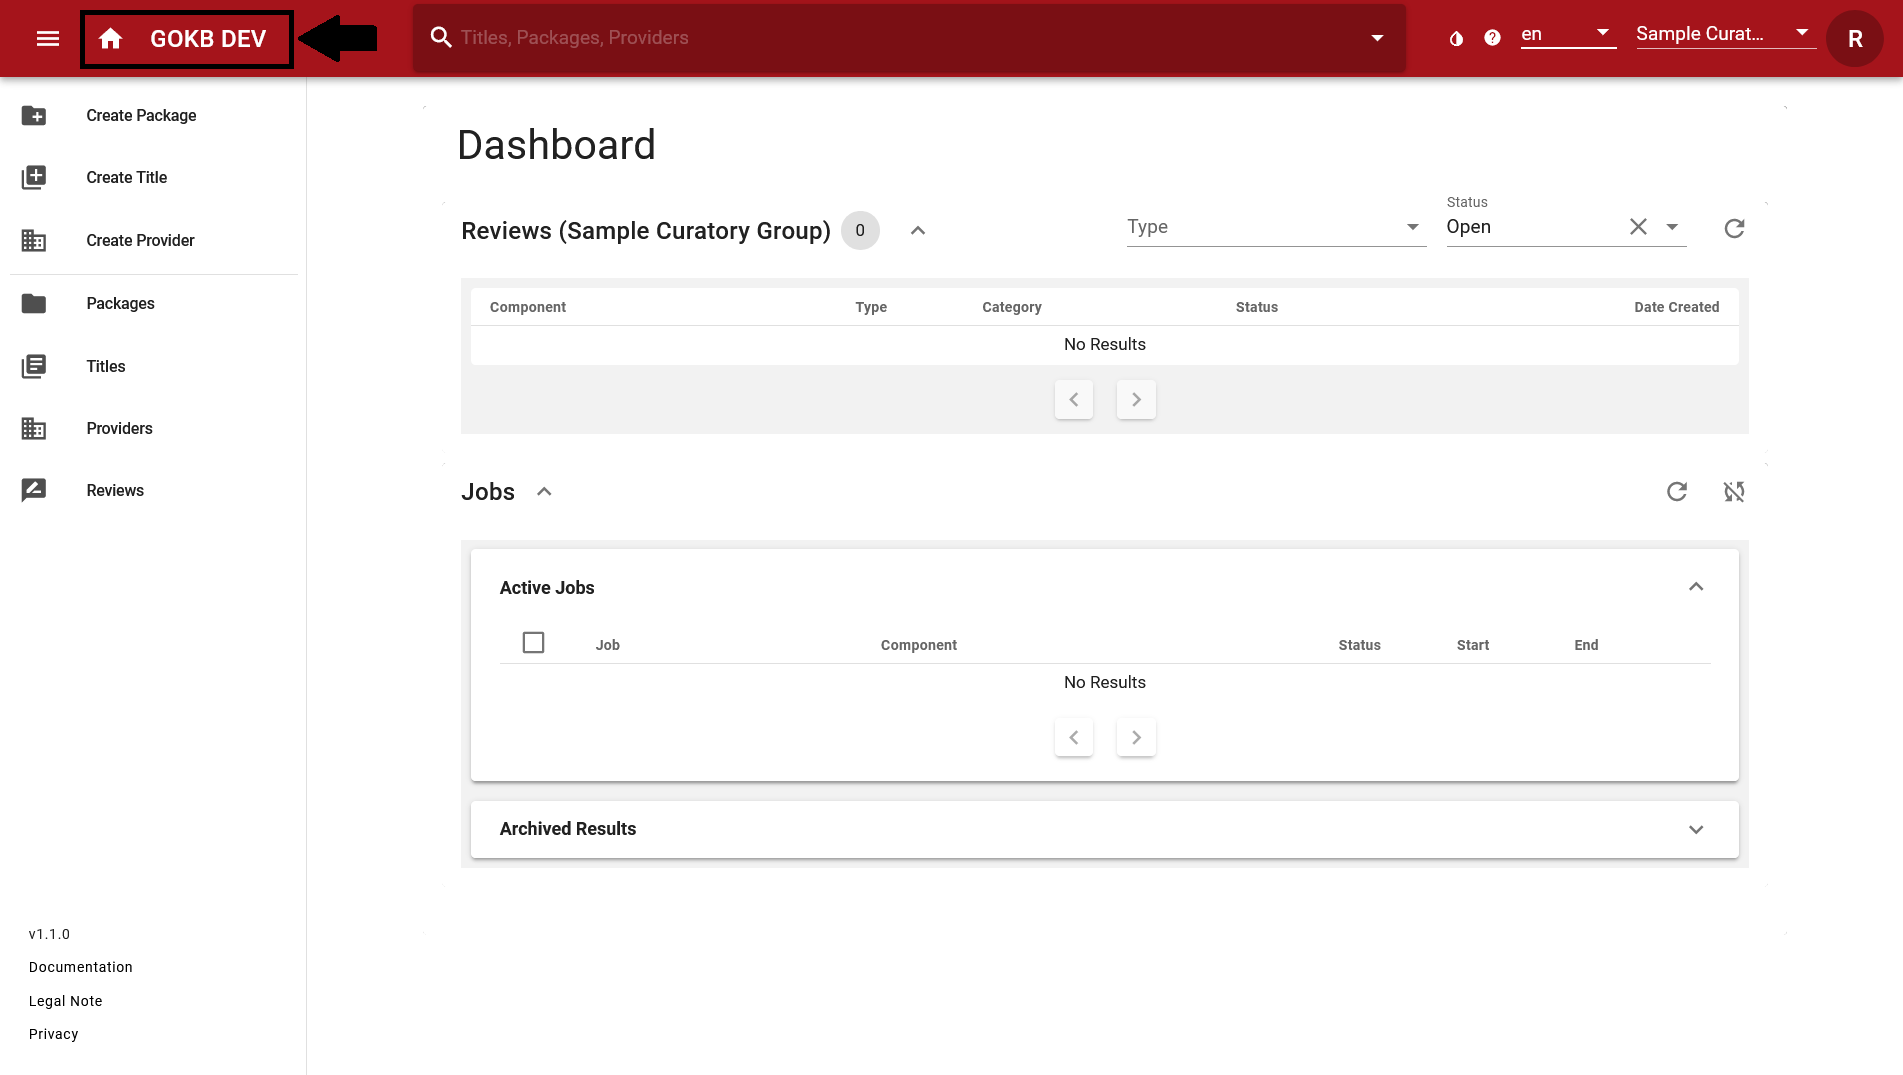 GOKB DEV
Titles, Packages, Providers
en
Sample Curat...
R
Create Package
Create Title
Create Provider
Packages
Titles
Providers
Reviews
v1.1.0
Documentation
Legal Note
Privacy
Dashboard
Reviews (Sample Curatory Group) 0
Type
Status
Open
Component Type Category Status Date Created
No Results
Jobs
Active Jobs
Job Component Status Start End
No Results
Archived Results